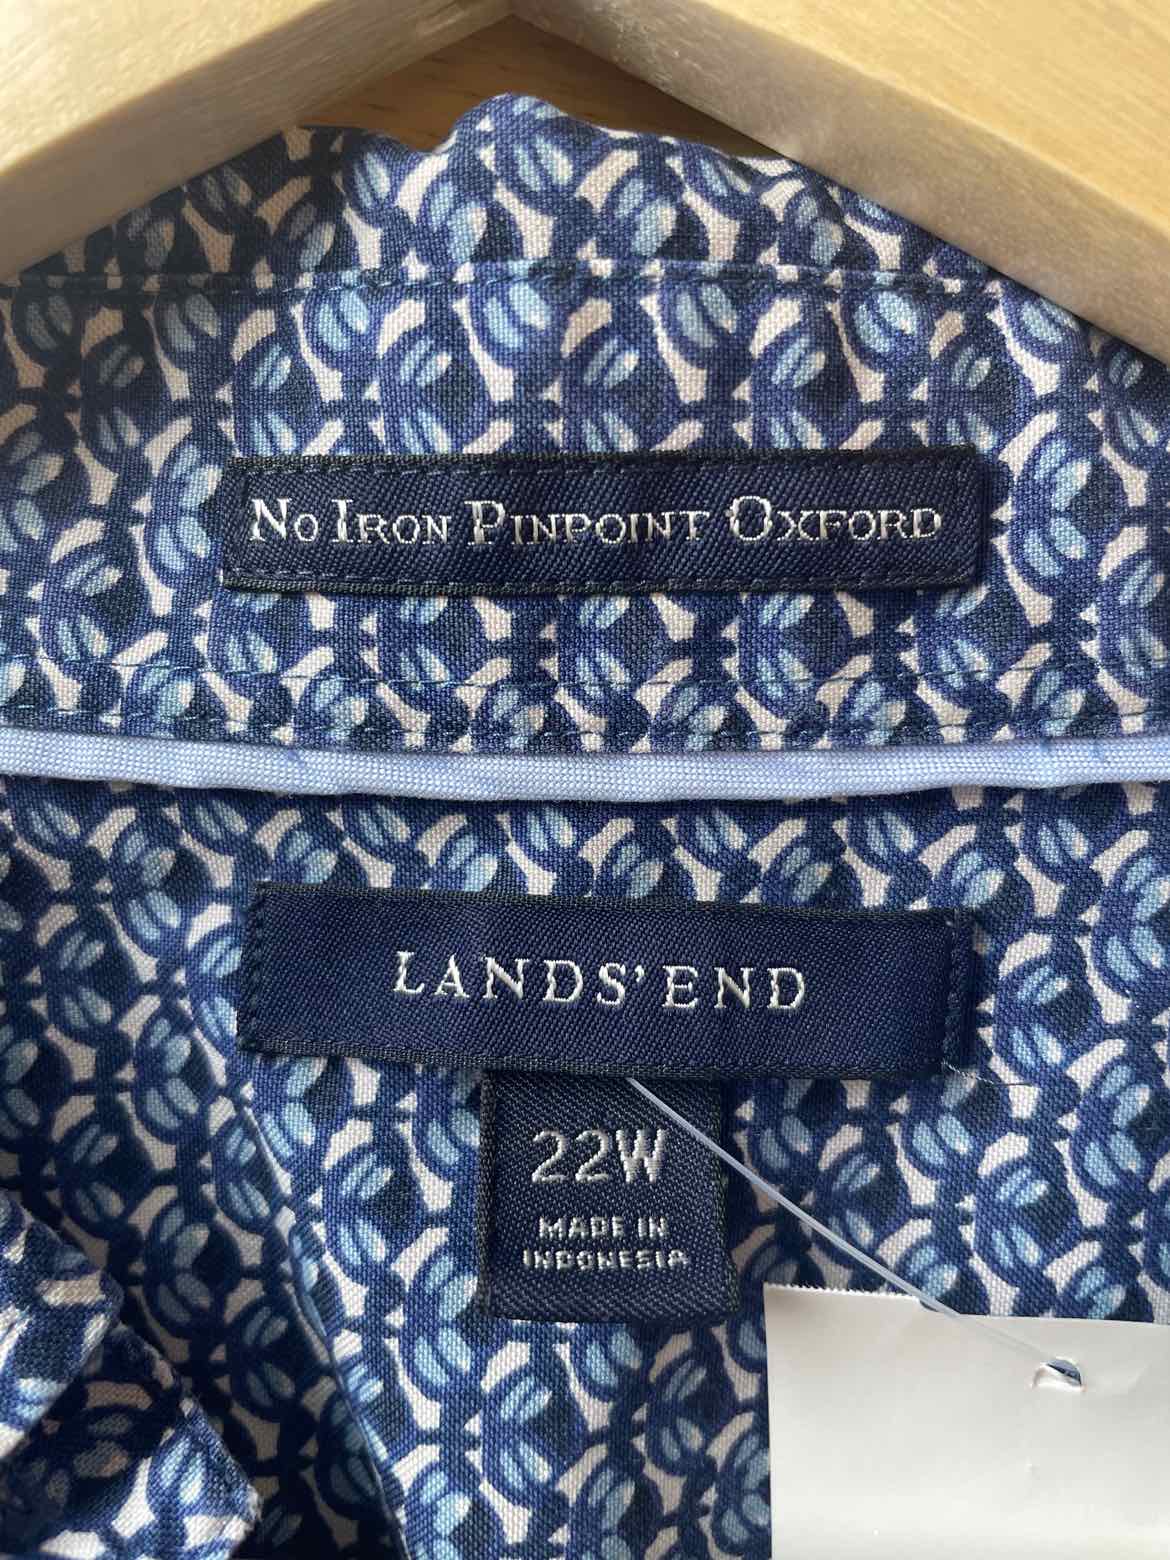 No Iron Pinpoint Oxford
LANDS' END
22W
MADE IN
INDONESIA